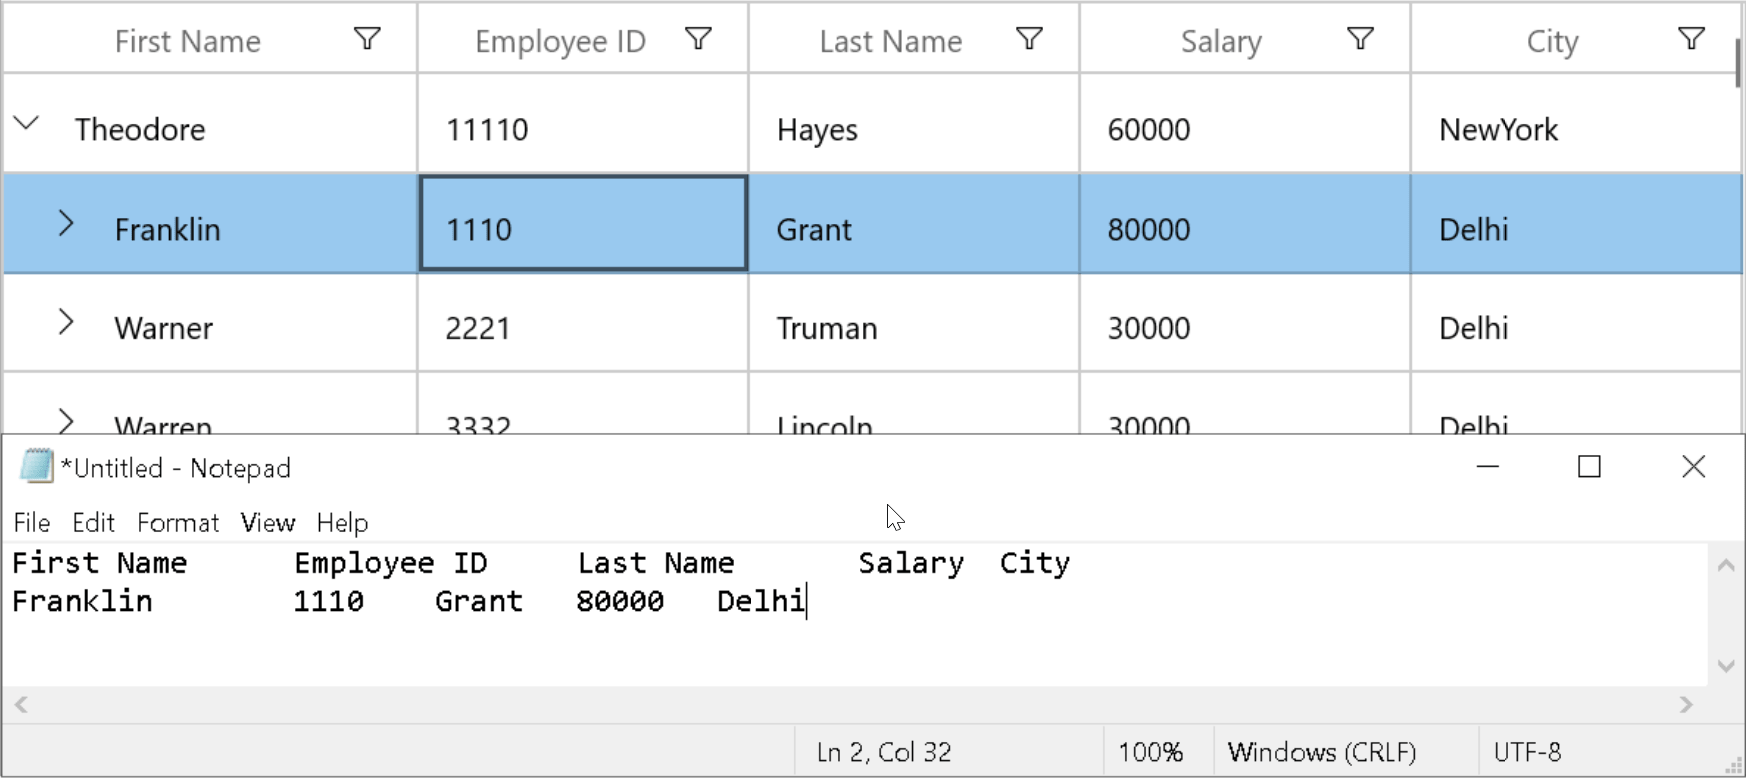 First Name Employee ID Last Name Salary City
Theodore 11110 Hayes 60000 NewYork
Franklin 1110 Grant 80000 Delhi
Warner 2221 Truman 30000 Delhi
Warren 3332 Lincoln 30000 Delhi
*Untitled - Notepad
File Edit Format View Help
First Name Employee ID Last Name Salary City
Franklin 1110 Grant 80000 Delhi
Ln 2, Col 32 100% Windows (CRLF) UTF-8